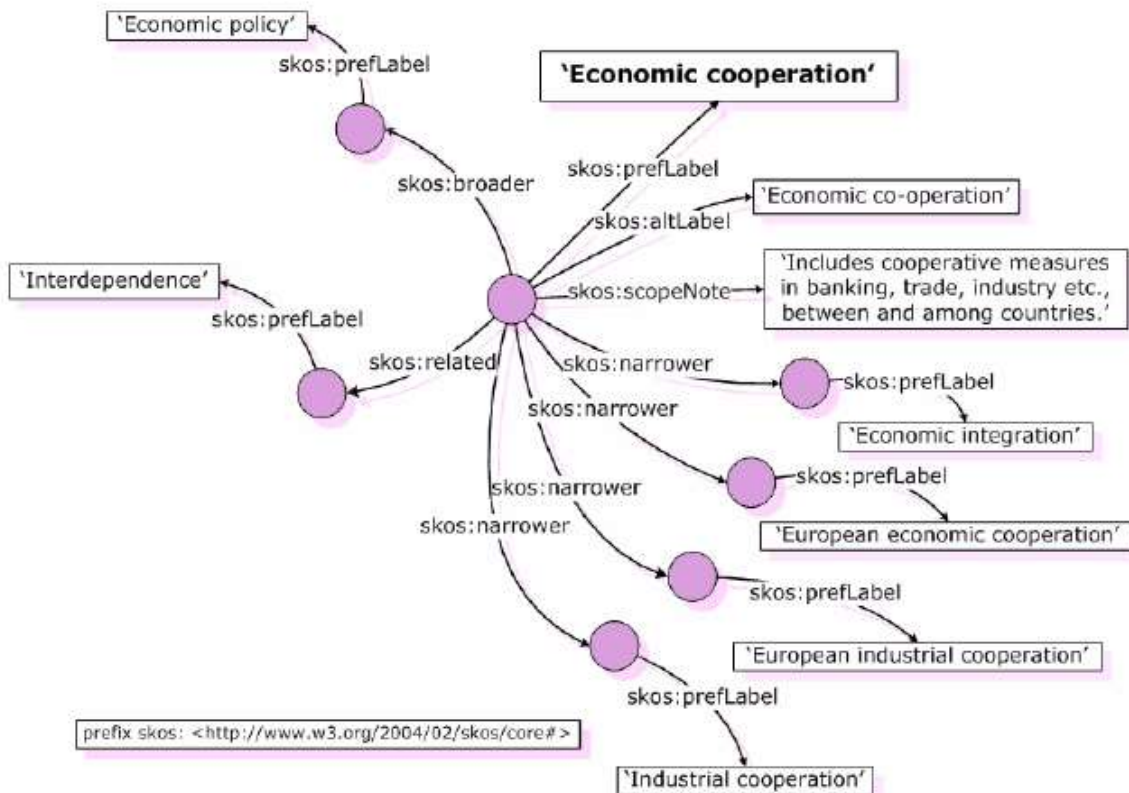 ‘Economic policy’
skos:prefLabel
‘Economic cooperation’
skos:prefLabel
skos:broader
‘Economic co-operation’
skos:altLabel
‘Interdependence’
skos:prefLabel
skos:scopeNote
‘Includes cooperative measures
in banking, trade, industry etc.,
between and among countries.’
skos:related
skos:narrower
skos:prefLabel
‘Economic integration’
skos:narrower
skos:prefLabel
‘European economic cooperation’
skos:narrower
skos:prefLabel
‘European industrial cooperation’
skos:narrower
skos:prefLabel
‘Industrial cooperation’
prefix skos: <http://www.w3.org/2004/02/skos/core#>